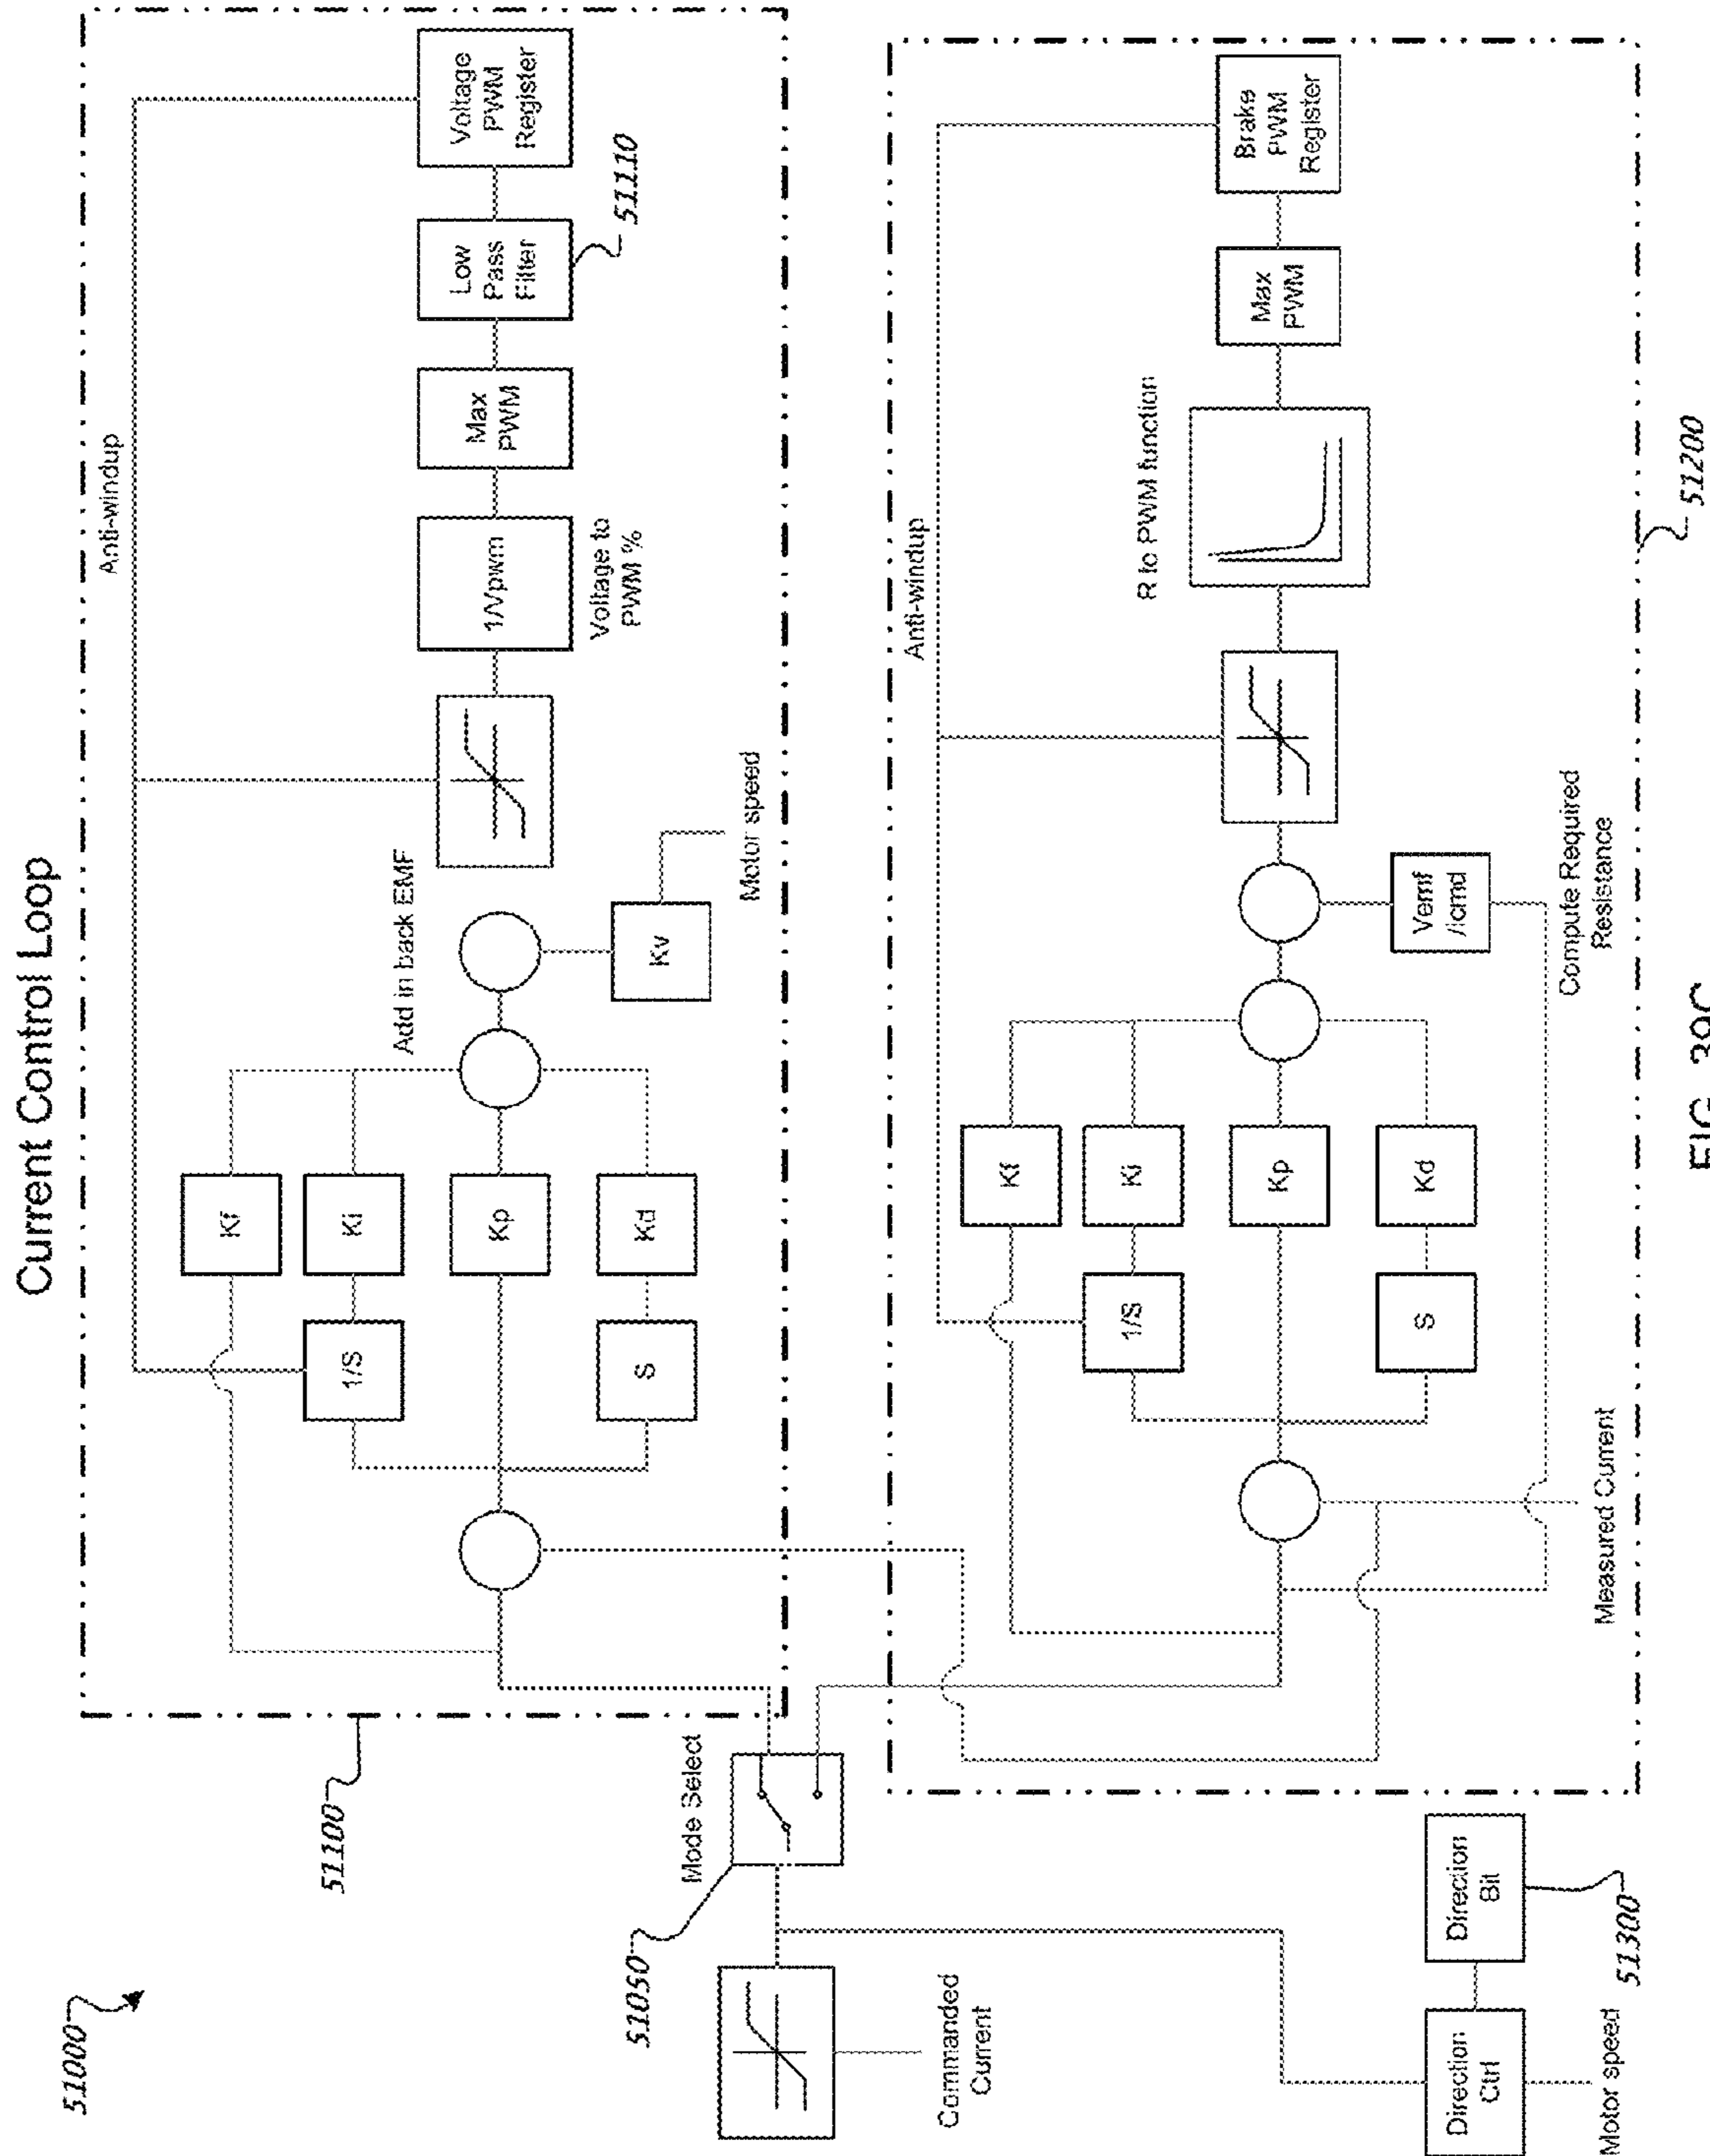 Current Control Loop
51000
51100
Anti-windup
Kf
Ki
1/S
Kp
Kd
S
Add in back EMF
Kv
Motor speed
1/Vpwm
Voltage to
PWM %
Max
PWM
Low
Pass
Filter
51110
Voltage
PWM
Register
51050
Mode Select
Commanded
Current
Anti-windup
Kf
Ki
1/S
Kp
Kd
S
Measured Current
Vemf
/Icmd
Compute Required
Resistance
R to PWM function
Max
PWM
Brake
PWM
Register
51200
Direction
Ctrl
Direction
Bit
51300
Motor speed
FIG. 39C